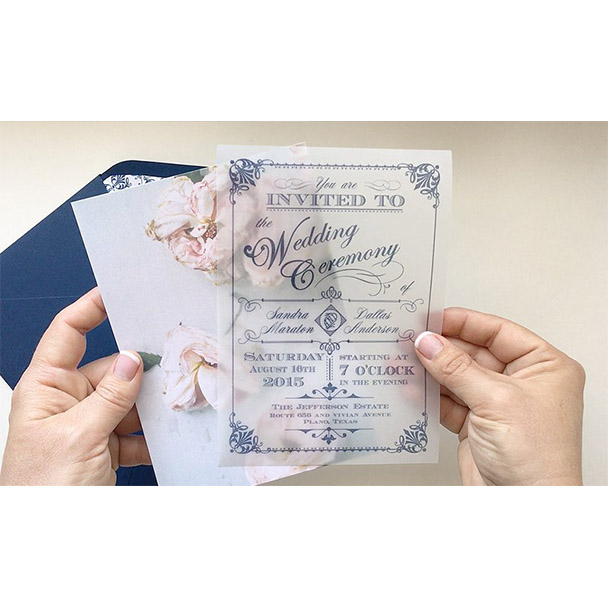 You are
INVITED TO
the
Wedding
Ceremony
of
Sandra Maraton
Dallas Anderson
SATURDAY
AUGUST 16TH
2015
STARTING AT
7 O'CLOCK
IN THE EVENING
THE JEFFERSON ESTATE
ROUTE 656 AND VIVIAN AVENUE
PLANO, TEXAS